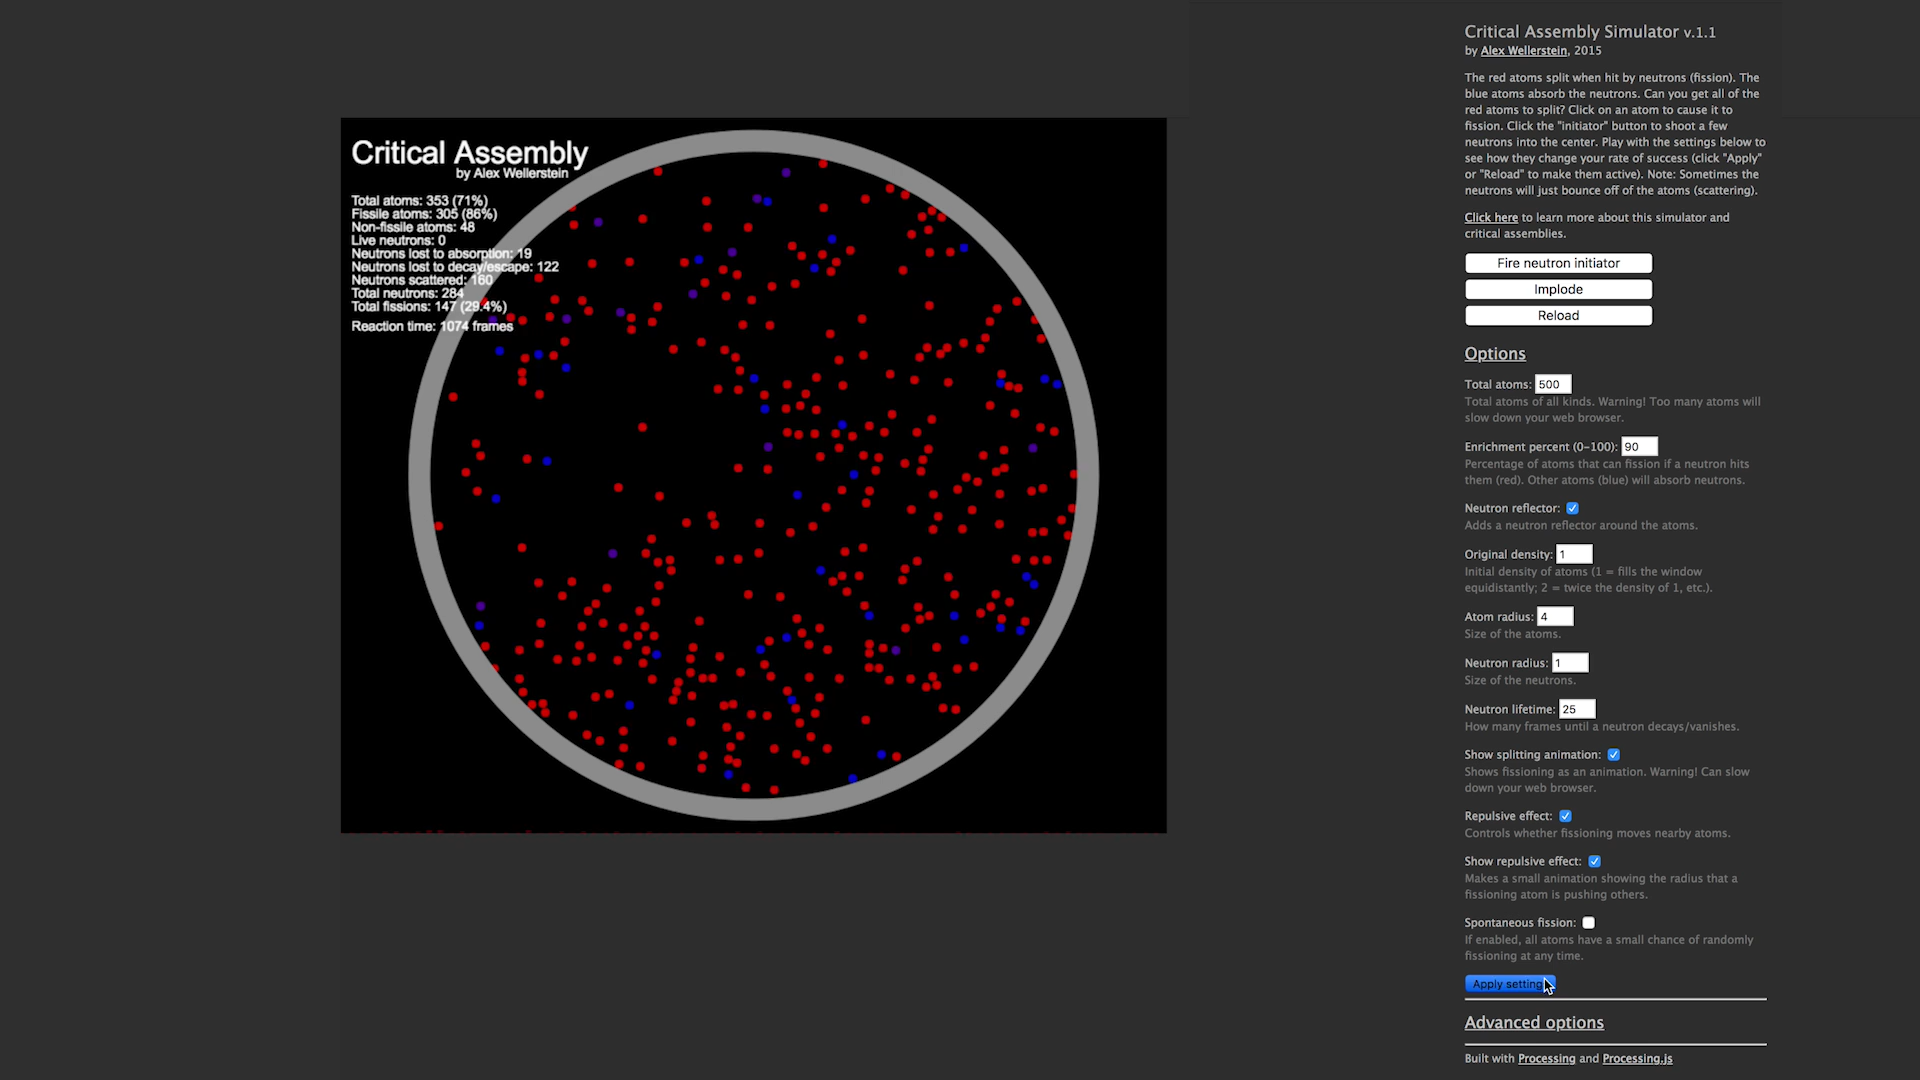 Critical Assembly
by Alex Wellerstein
Total atoms: 353 (71%)
Fissile atoms: 305 (86%)
Non-fissile atoms: 48
Live neutrons: 0
Neutrons lost to absorption: 19
Neutrons lost to decay/escape: 122
Neutrons scattered: 160
Total neutrons: 284
Total fissions: 147 (29.4%)
Reaction time: 1074 frames
Critical Assembly Simulator v.1.1
by Alex Wellerstein, 2015
The red atoms split when hit by neutrons (fission). The
blue atoms absorb the neutrons. Can you get all of the
red atoms to split? Click on an atom to cause it to
fission. Click the "initiator" button to shoot a few
neutrons into the center. Play with the settings below to
see how they change your rate of success (click "Apply"
or "Reload" to make them active). Note: Sometimes the
neutrons will just bounce off of the atoms (scattering).
Click here to learn more about this simulator and
critical assemblies.
Fire neutron initiator
Implode
Reload
Options
Total atoms: 500
Total atoms of all kinds. Warning! Too many atoms will
slow down your web browser.
Enrichment percent (0–100): 90
Percentage of atoms that can fission if a neutron hits
them (red). Other atoms (blue) will absorb neutrons.
Neutron reflector:
Adds a neutron reflector around the atoms.
Original density: 1
Initial density of atoms (1 = fills the window
equidistantly; 2 = twice the density of 1, etc.).
Atom radius: 4
Size of the atoms.
Neutron radius: 1
Size of the neutrons.
Neutron lifetime: 25
How many frames until a neutron decays/vanishes.
Show splitting animation:
Shows fissioning as an animation. Warning! Can slow
down your web browser.
Repulsive effect:
Controls whether fissioning moves nearby atoms.
Show repulsive effect:
Makes a small animation showing the radius that a
fissioning atom is pushing others.
Spontaneous fission:
If enabled, all atoms have a small chance of randomly
fissioning at any time.
Apply setting
Advanced options
Built with Processing and Processing.js